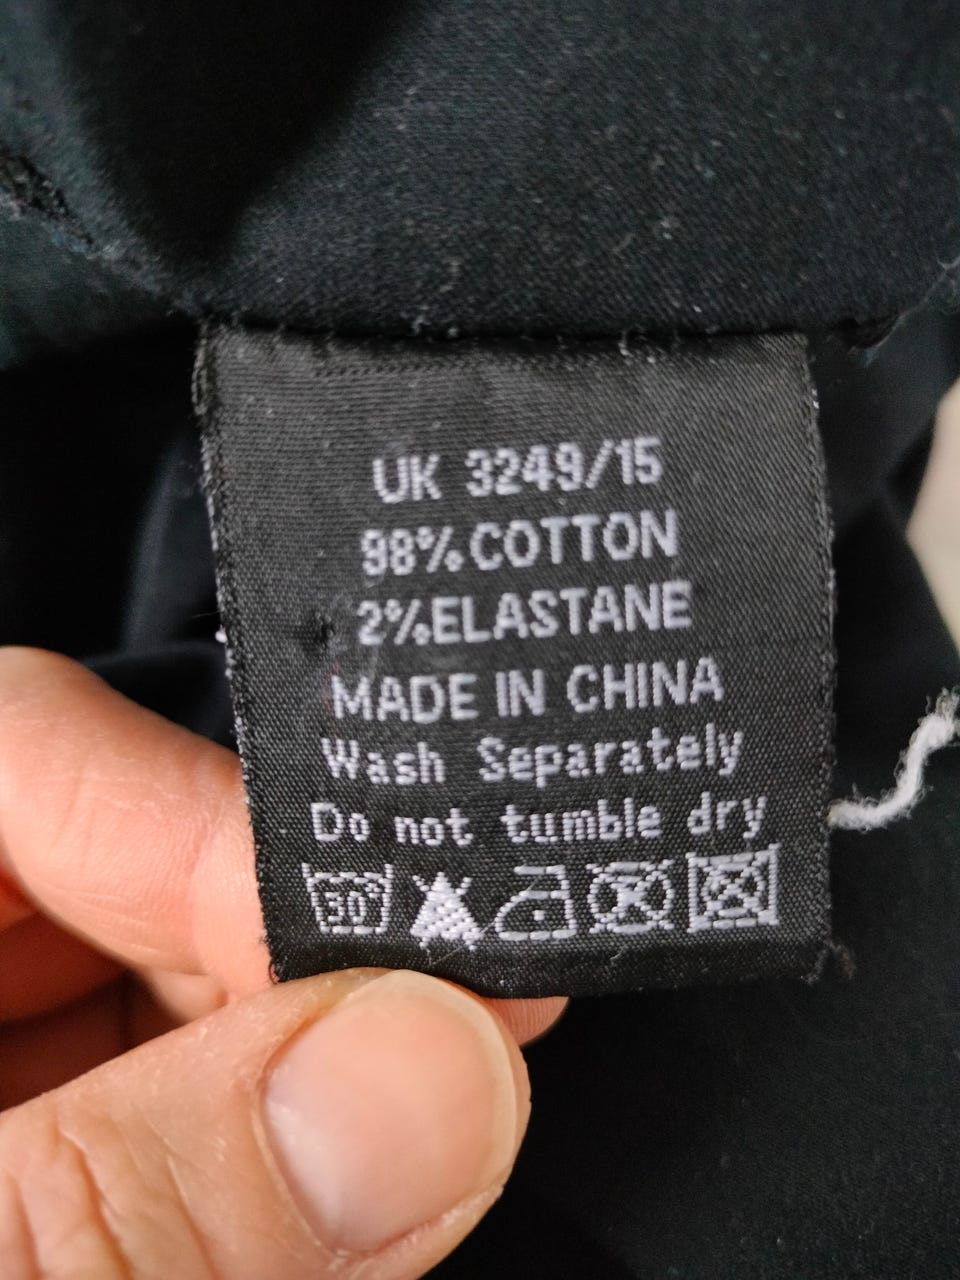 UK 3249/15
98% COTTON
2% ELASTANE
MADE IN CHINA
Wash Separately
Do not tumble dry
30°